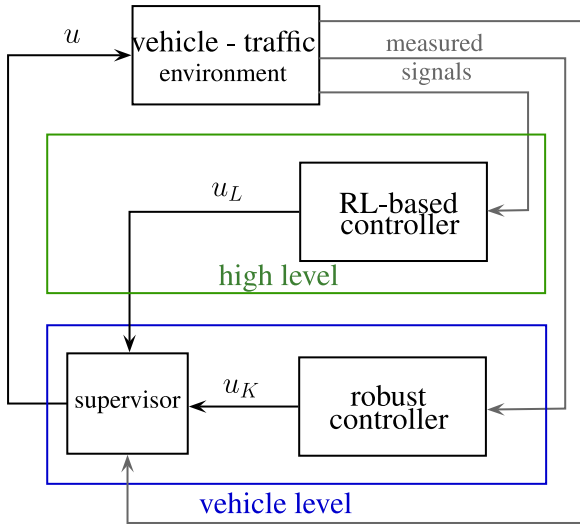 u
vehicle - traffic
environment
measured
signals
u_L
RL-based
controller
high level
supervisor
u_K
robust
controller
vehicle level